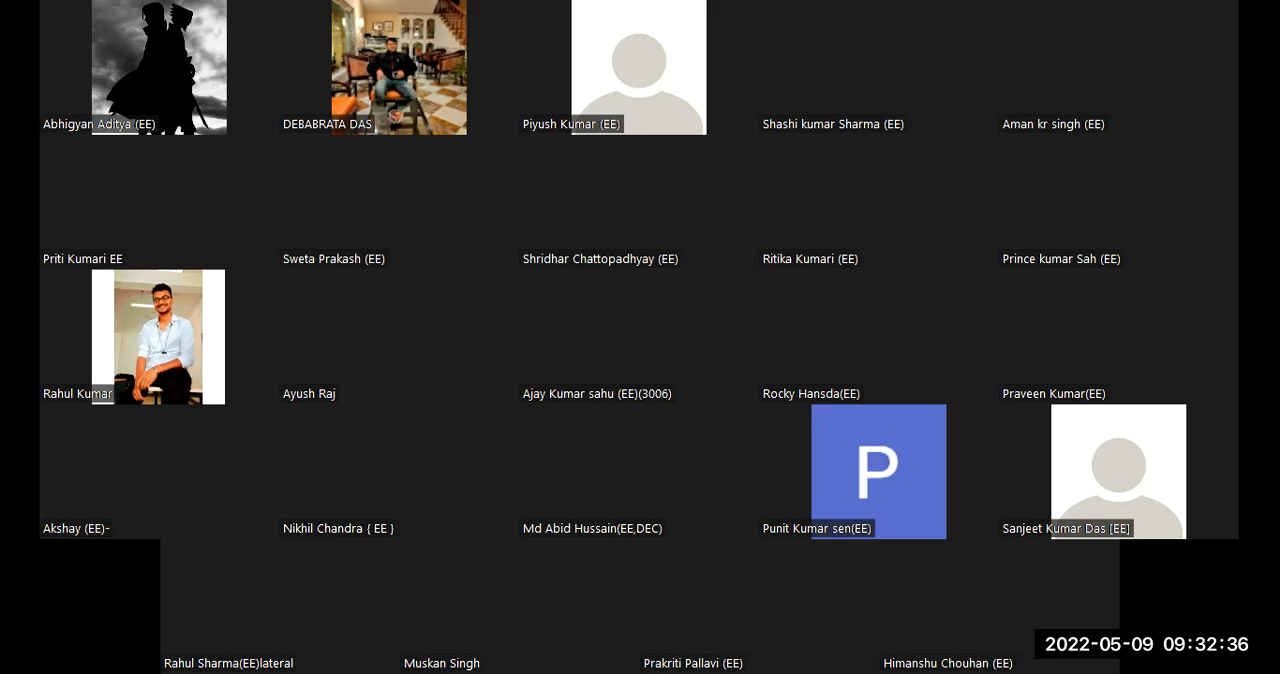 Abhigyan Aditya (EE)
DEBABRATA DAS
Piyush Kumar (EE)
Shashi kumar Sharma (EE)
Aman kr singh (EE)
Priti Kumari EE
Sweta Prakash (EE)
Shridhar Chattopadhyay (EE)
Ritika Kumari (EE)
Prince kumar Sah (EE)
Rahul Kumar
Ayush Raj
Ajay Kumar sahu (EE)(3006)
Rocky Hansda(EE)
Praveen Kumar(EE)
Akshay (EE)-
Nikhil Chandra { EE }
Md Abid Hussain(EE,DEC)
P
Punit Kumar sen(EE)
Sanjeet Kumar Das [EE]
Rahul Sharma(EE)lateral
Muskan Singh
Prakriti Pallavi (EE)
Himanshu Chouhan (EE)
2022-05-09 09:32:36